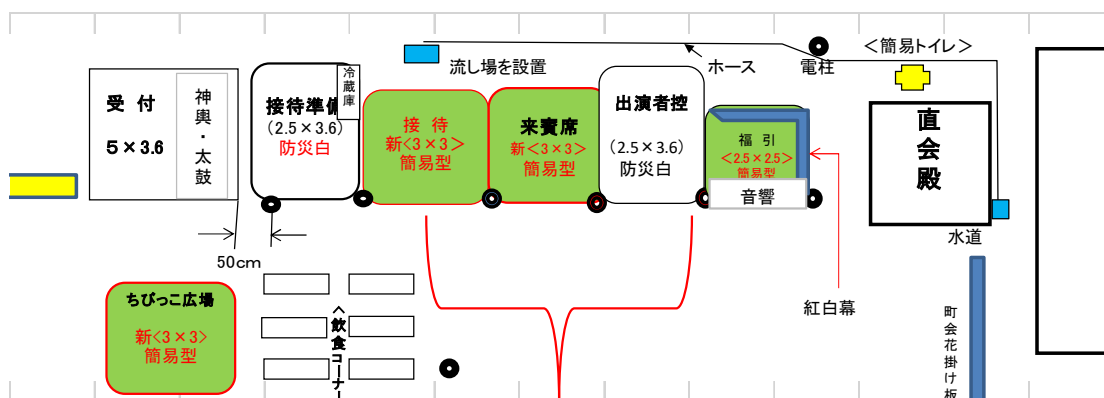 ＜簡易トイレ＞
流し場を設置
ホース
電柱
受 付
５×3.6
神輿・太鼓
冷蔵庫
接待準備
(2.5×3.6)
防災白
接 待
新<3×3>
簡易型
来賓席
新<3×3>
簡易型
出演者控
(2.5×3.6)
防災白
福 引
<2.5×2.5>
簡易型
音響
直会殿
水道
50cm
紅白幕
ちびっこ広場
新<3×3>
簡易型
＜飲食コーナー
町会花掛け板